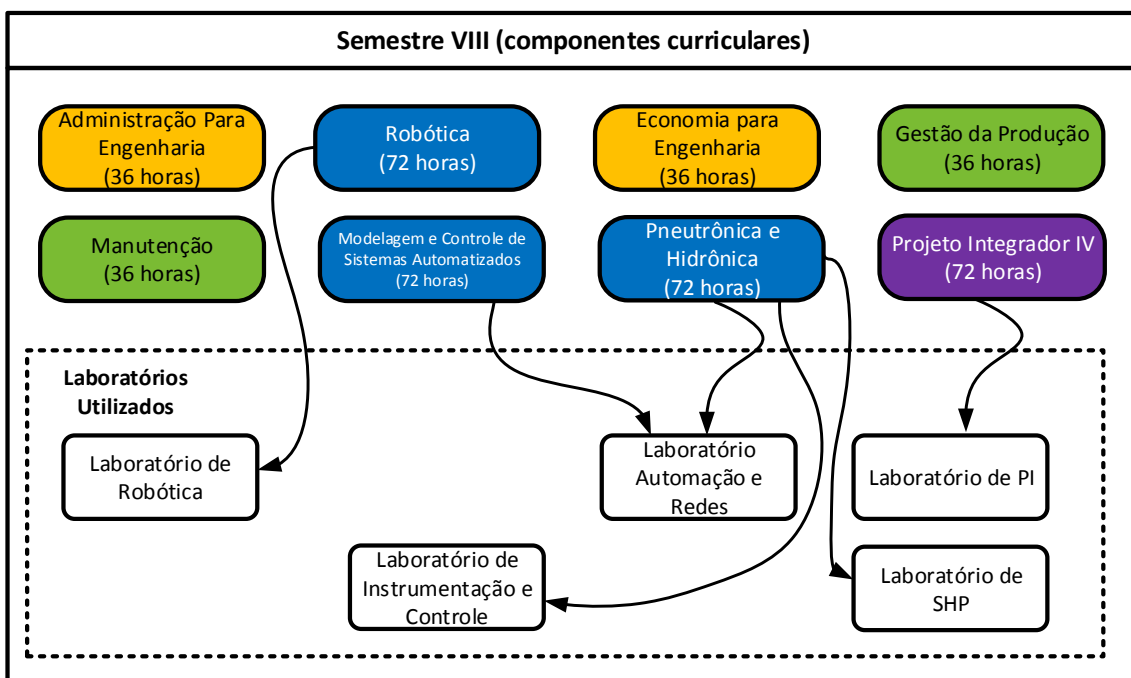 Semestre VIII (componentes curriculares)
Administração Para
Engenharia
(36 horas)
Robótica
(72 horas)
Economia para
Engenharia
(36 horas)
Gestão da Produção
(36 horas)
Manutenção
(36 horas)
Modelagem e Controle de
Sistemas Automatizados
(72 horas)
Pneutrônica e
Hidrônica
(72 horas)
Projeto Integrador IV
(72 horas)
Laboratórios
Utilizados
Laboratório de
Robótica
Laboratório
Automação e
Redes
Laboratório de PI
Laboratório de
Instrumentação e
Controle
Laboratório de
SHP